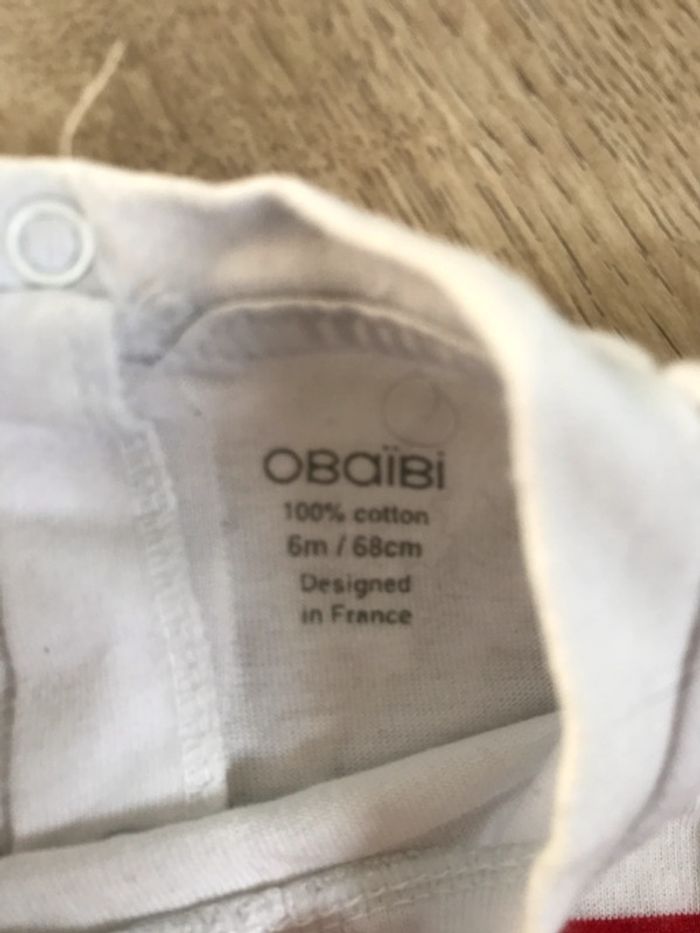 OBaïBi
100% cotton
6m / 68cm
Designed
in France